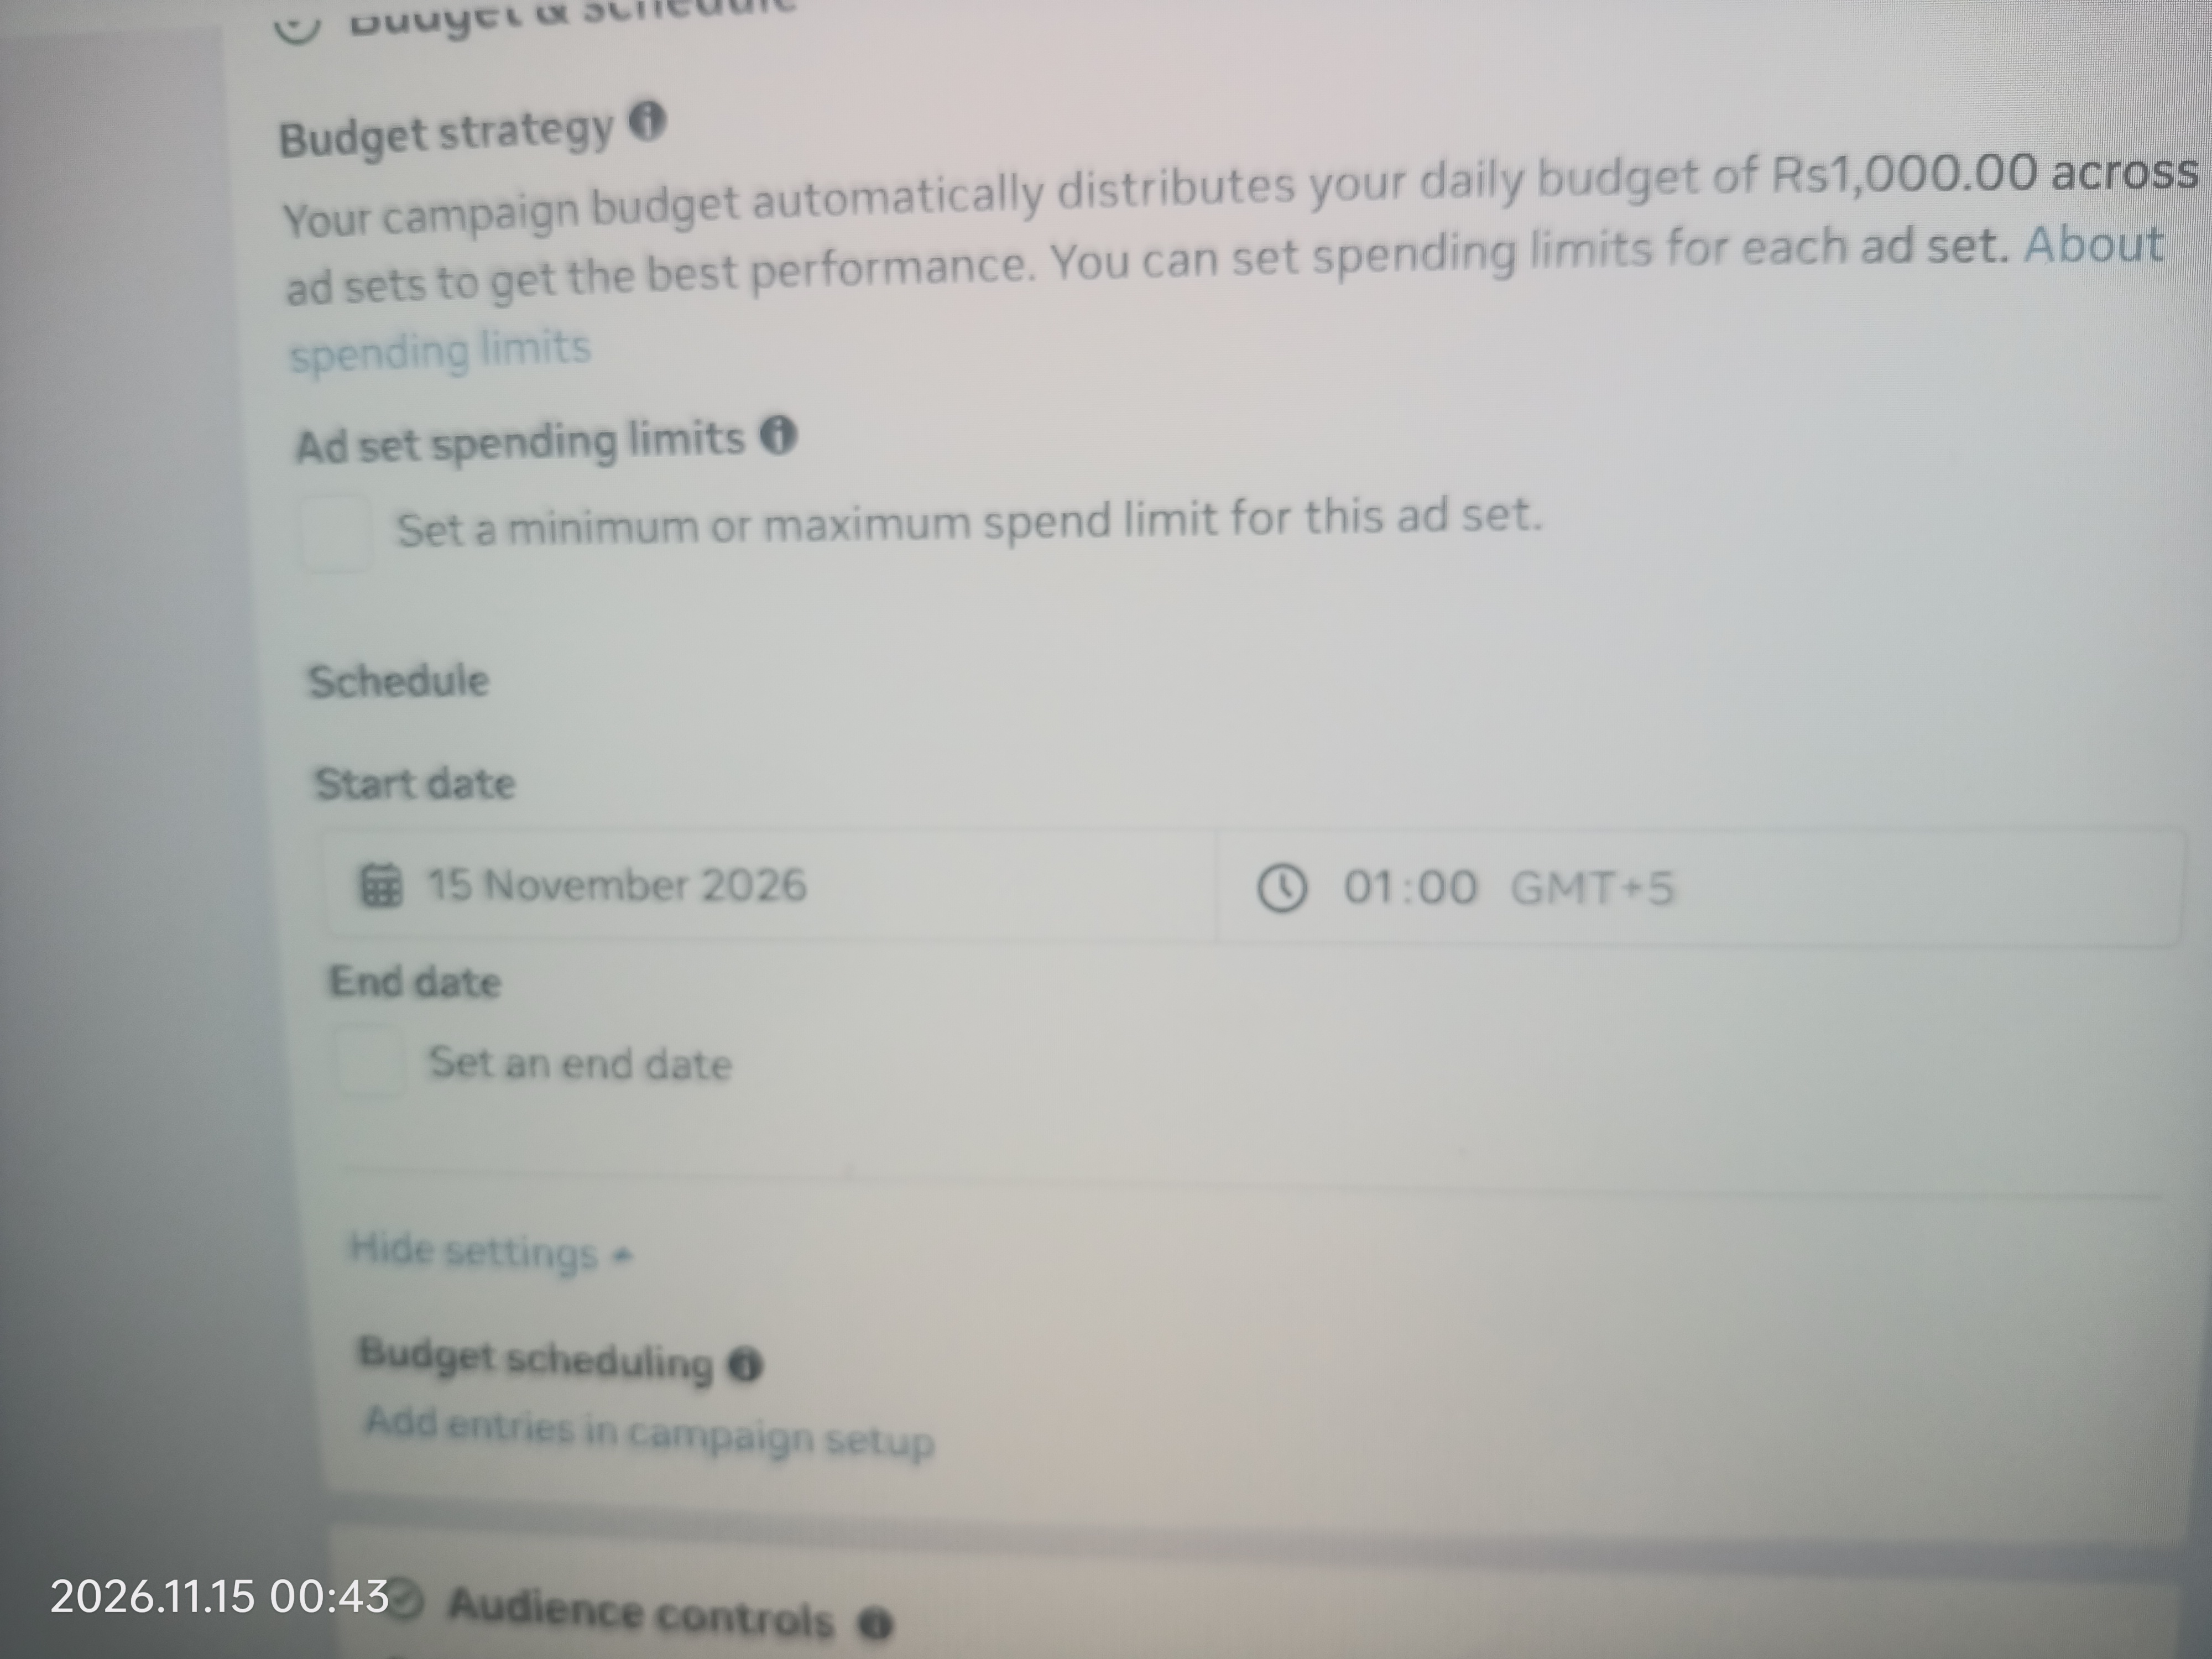 Budget & schedule
Budget strategy
Your campaign budget automatically distributes your daily budget of Rs1,000.00 across
ad sets to get the best performance. You can set spending limits for each ad set. About
spending limits
Ad set spending limits
Set a minimum or maximum spend limit for this ad set.
Schedule
Start date
15 November 2026 01:00 GMT+5
End date
Set an end date
Hide settings
Budget scheduling
Add entries in campaign setup
Audience controls
2026.11.15 00:43